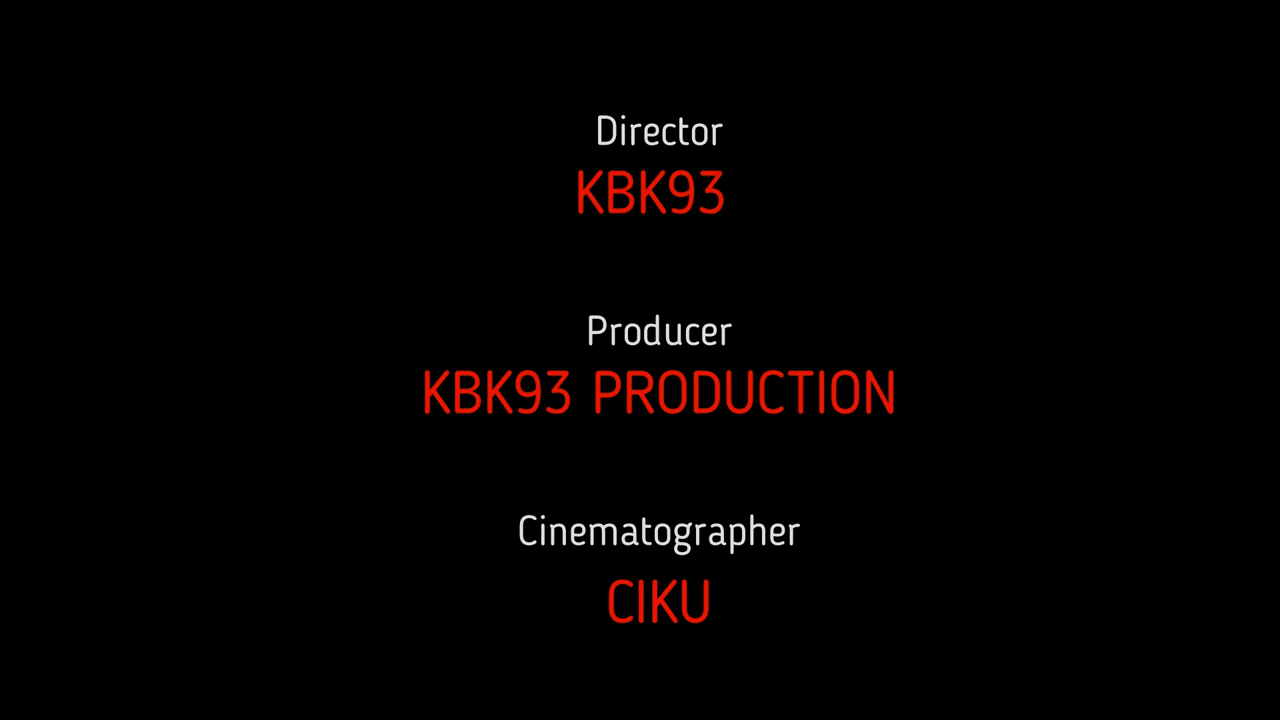 Director
KBK93
Producer
KBK93 PRODUCTION
Cinematographer
CIKU